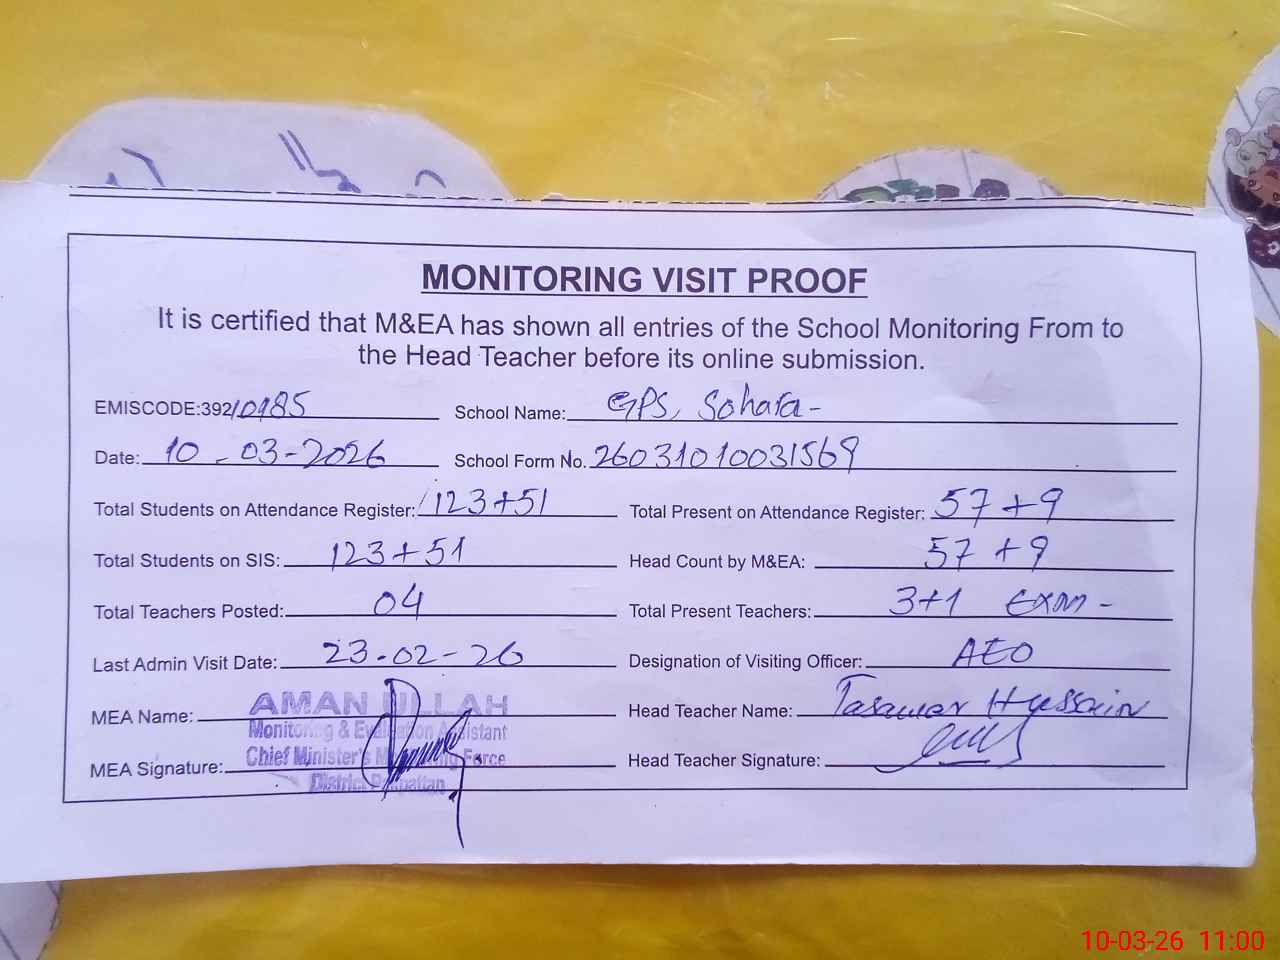 MONITORING VISIT PROOF
It is certified that M&EA has shown all entries of the School Monitoring From to
the Head Teacher before its online submission.
EMISCODE:39210185 School Name: GPS, Sohara-
Date: 10-03-2026 School Form No. 26031010031569
Total Students on Attendance Register: 123+51 Total Present on Attendance Register: 57+9
Total Students on SIS: 123+51 Head Count by M&EA: 57+9
Total Teachers Posted: 04 Total Present Teachers: 3+1 Exam -
Last Admin Visit Date: 23-02-26 Designation of Visiting Officer: AEO
MEA Name: AMAN ULLAH Head Teacher Name: Tasawar Hussain
Monitoring & Evaluation Assistant
Chief Minister's Monitoring Force
MEA Signature: Head Teacher Signature:
District Pakpattan
10-03-26 11:00